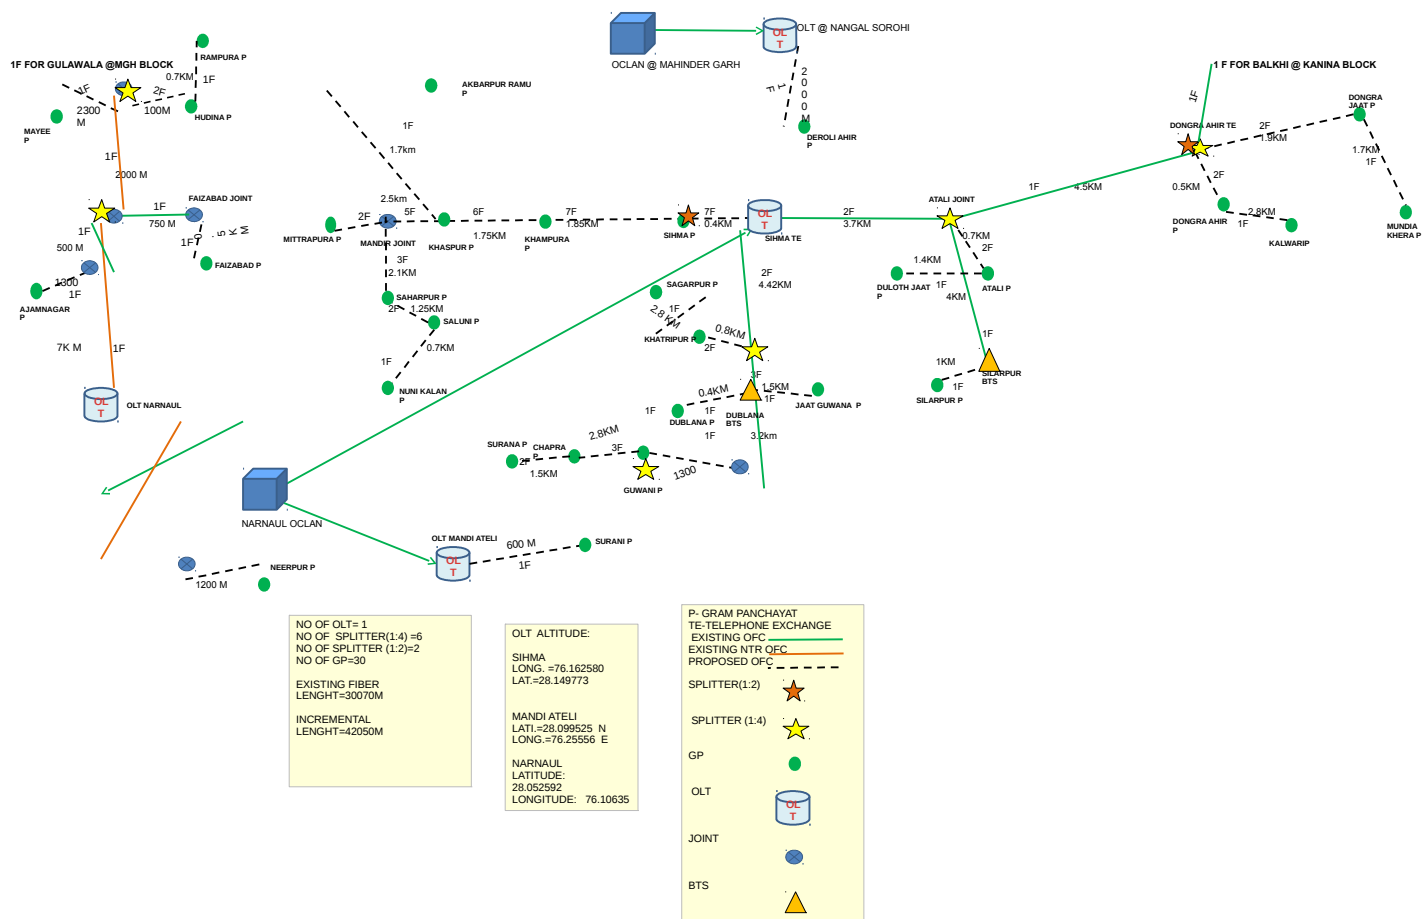 OL
T
OLT @ NANGAL SOROHI
OCLAN @ MAHINDER GARH
200M
1F
DEROLI AHIR
P
1F FOR GULAWALA @MGH BLOCK
RAMPURA P
0.7KM
1F
1F
2F
2300
M
100M
HUDINA P
MAYEE
P
1F
2000 M
FAIZABAD JOINT
1F
750 M
1F
0.5KM
FAIZABAD P
1F
500 M
1300
1F
AJAMNAGAR
P
7K M
1F
OL
T
OLT NARNAUL
AKBARPUR RAMU
P
1F
1.7km
2.5km
2F
5F
6F
7F
7F
MITTRAPURA P
MANDIR JOINT
KHASPUR P
1.75KM
KHAMPURA
P
1.85KM
SIHMA P
0.4KM
OL
T
SIHMA TE
3F
2.1KM
SAHARPUR P
2F
1.25KM
SALUNI P
0.7KM
1F
NUNI KALAN
P
2F
3.7KM
ATALI JOINT
1F
4.5KM
0.7KM
2F
1.4KM
DULOTH JAAT
P
1F
4KM
ATALI P
1F
1KM
SILARPUR
BTS
1F
SILARPUR P
1 F FOR BALKHI @ KANINA BLOCK
1F
DONGRA AHIR TE
2F
1.9KM
DONGRA
JAAT P
1.7KM
1F
2F
0.5KM
DONGRA AHIR
P
2.8KM
1F
KALWARIP
MUNDIA
KHERA P
2F
4.42KM
SAGARPUR P
1F
2.8 KM
KHATRIPUR P
0.8KM
2F
3F
1.5KM
1F
0.4KM
JAAT GUWANA P
1F
1F
DUBLANA P
DUBLANA
BTS
1F
3.2km
SURANA P
CHAPRA
P
2.8KM
3F
2F
1.5KM
GUWANI P
1300
NARNAUL OCLAN
OLT MANDI ATELI
OL
T
600 M
1F
SURANI P
NEERPUR P
1200 M
NO OF OLT= 1
NO OF SPLITTER(1:4) =6
NO OF SPLITTER (1:2)=2
NO OF GP=30
EXISTING FIBER
LENGHT=30070M
INCREMENTAL
LENGHT=42050M
OLT ALTITUDE:
SIHMA
LONG. =76.162580
LAT.=28.149773
MANDI ATELI
LATI.=28.099525 N
LONG.=76.25556 E
NARNAUL
LATITUDE:
28.052592
LONGITUDE: 76.10635
P- GRAM PANCHAYAT
TE-TELEPHONE EXCHANGE
EXISTING OFC
EXISTING NTR OFC
PROPOSED OFC
SPLITTER(1:2)
SPLITTER (1:4)
GP
OLT
OL
T
JOINT
BTS